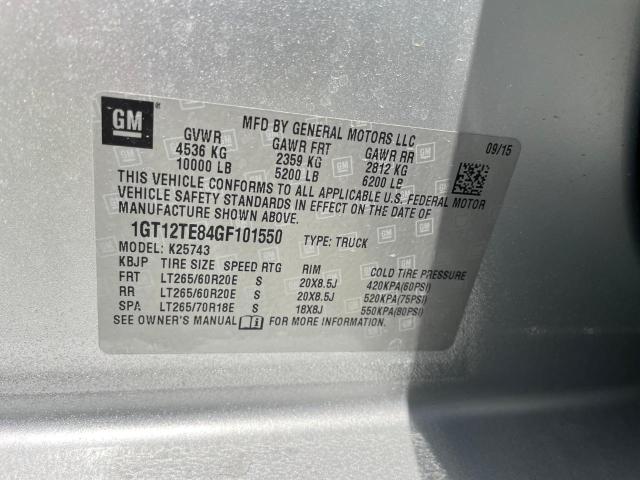 GM
MFD BY GENERAL MOTORS LLC
09/15
GVWR GAWR FRT GAWR RR
4536 KG 2359 KG 2812 KG
10000 LB 5200 LB 6200 LB
THIS VEHICLE CONFORMS TO ALL APPLICABLE U.S. FEDERAL MOTOR
VEHICLE SAFETY STANDARDS IN EFFECT ON THE DATE OF
MANUFACTURE SHOWN ABOVE.
1GT12TE84GF101550 TYPE: TRUCK
MODEL: K25743
KBJP TIRE SIZE SPEED RTG RIM COLD TIRE PRESSURE
FRT LT265/60R20E S 20X8.5J 420KPA(60PSI)
RR LT265/60R20E S 20X8.5J 520KPA(75PSI)
SPA LT265/70R18E S 18X8J 550KPA(80PSI)
SEE OWNER'S MANUAL FOR MORE INFORMATION.